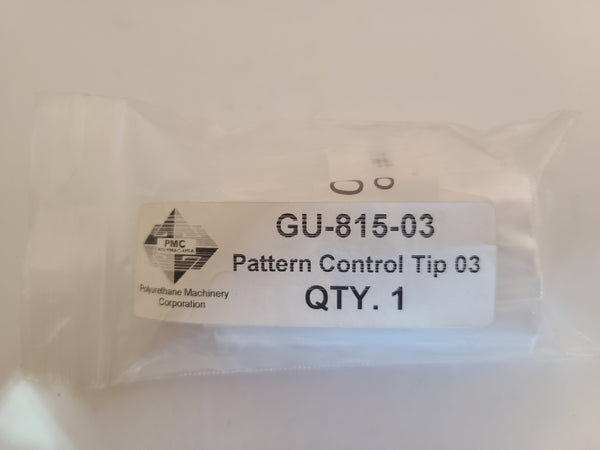 GU-815-03
Pattern Control Tip 03
QTY. 1
PMC
Polyurethane Machinery
Corporation